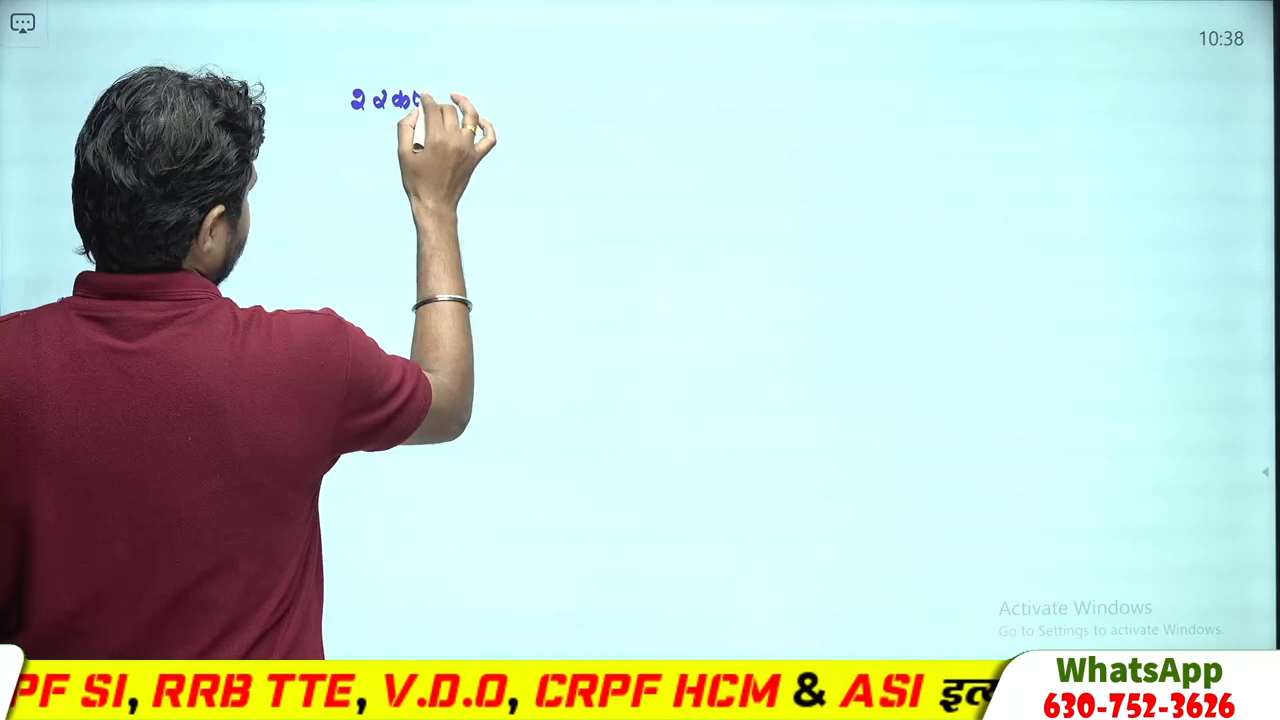 10:38
Activate Windows
Go to Settings to activate Windows.
PF SI, RRB TTE, V.D.O, CRPF HCM & ASI इत्य
WhatsApp
630-752-3626